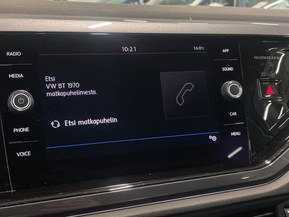 RADIO
MEDIA
PHONE
VOICE
10:21
Etsi
VW BT 1970
matkapuhelimesta.
Etsi matkapuhelin
APP
SOUND
CAR
MENU